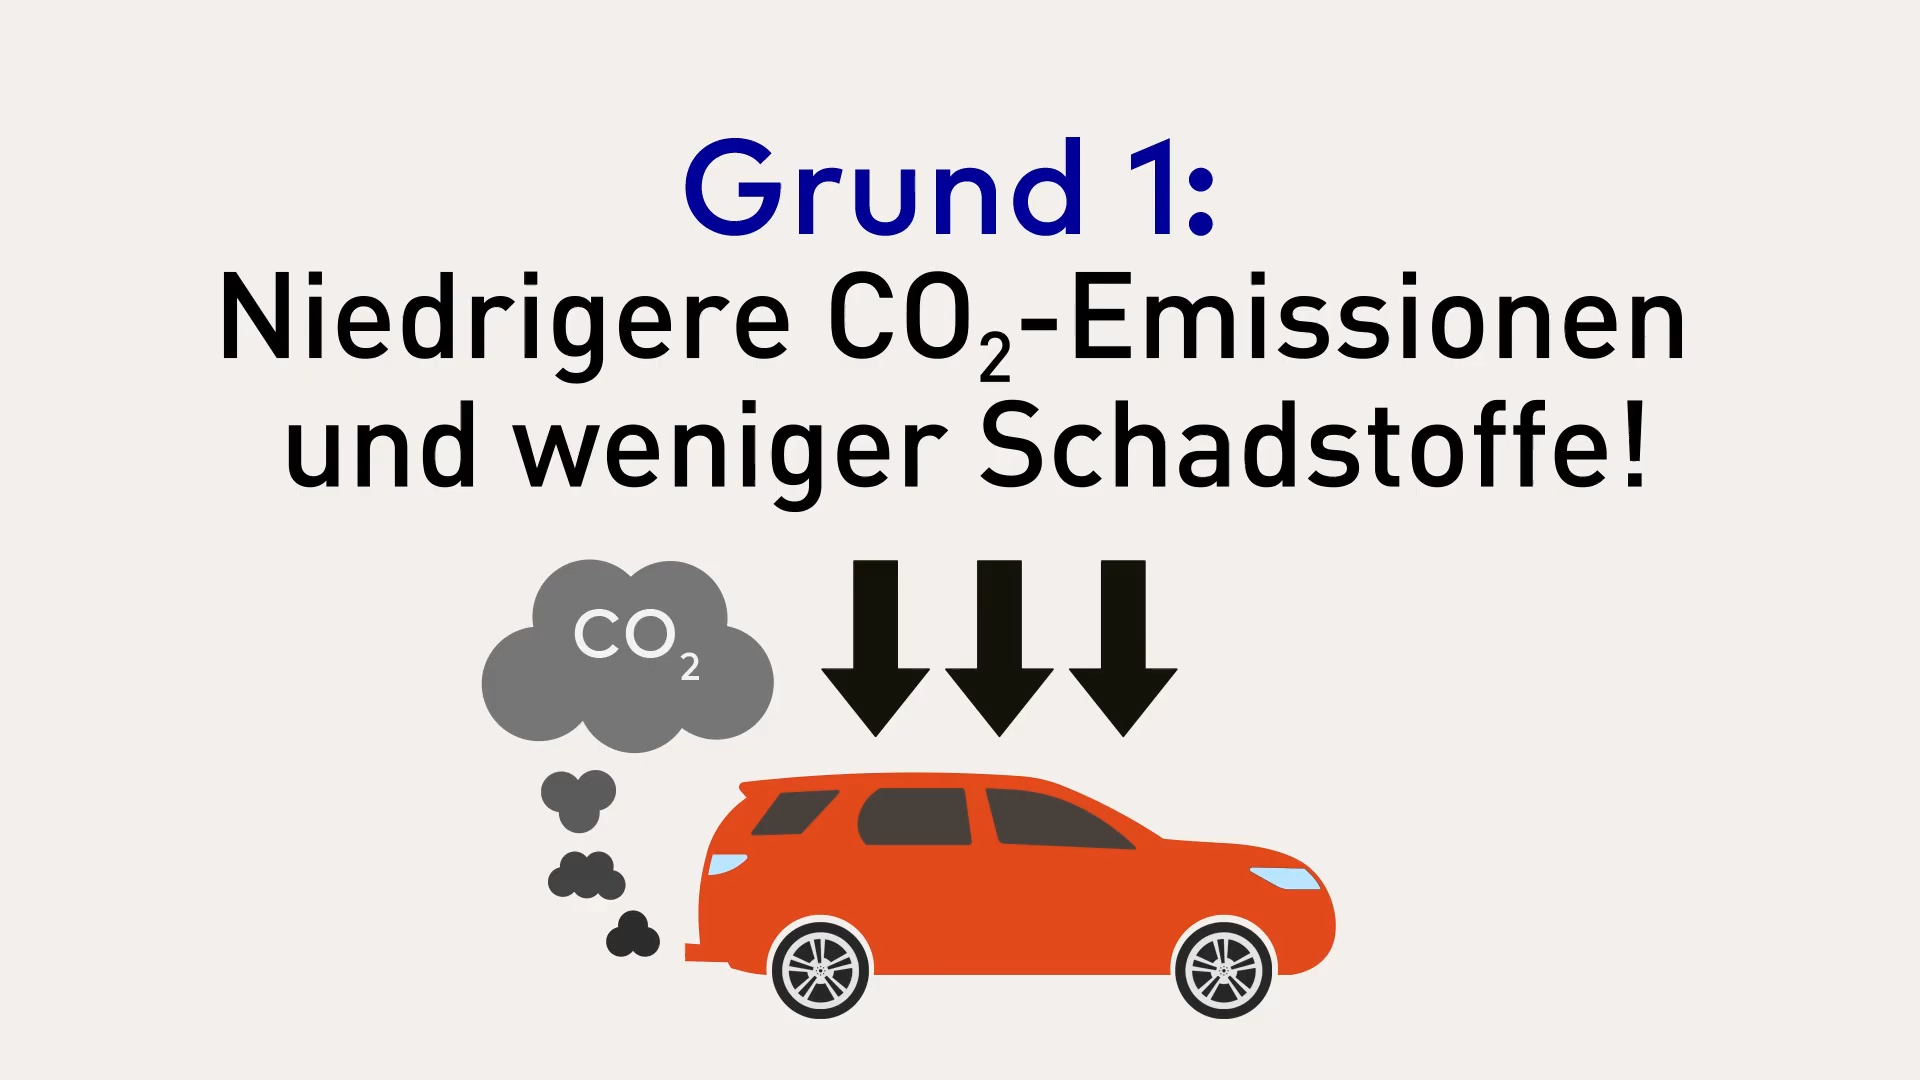 Grund 1:
Niedrigere CO₂-Emissionen
und weniger Schadstoffe!
CO₂